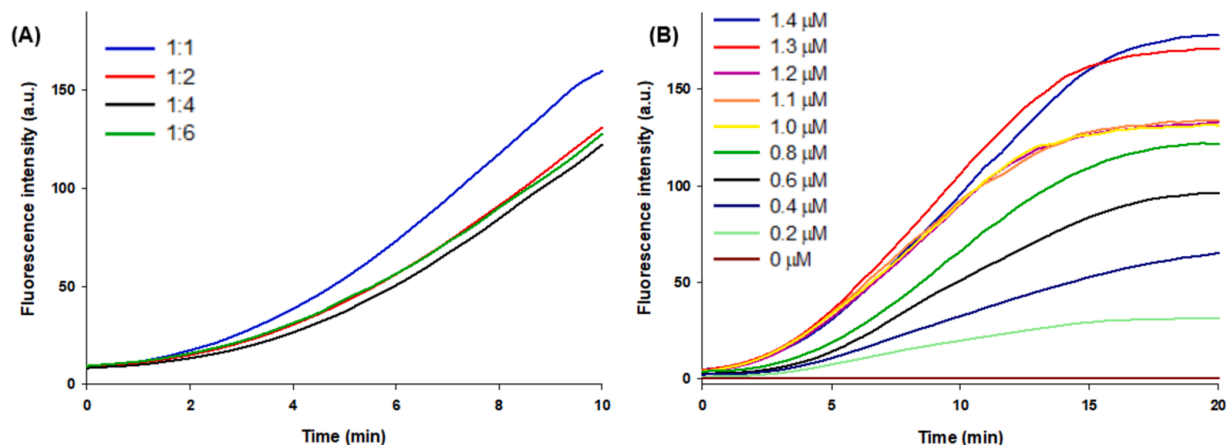 (A)
Fluorescence intensity (a.u.)
150
100
50
0
1:1
1:2
1:4
1:6
0 2 4 6 8 10
Time (min)
(B)
Fluorescence intensity (a.u.)
150
100
50
0
1.4 μM
1.3 μM
1.2 μM
1.1 μM
1.0 μM
0.8 μM
0.6 μM
0.4 μM
0.2 μM
0 μM
0 5 10 15 20
Time (min)